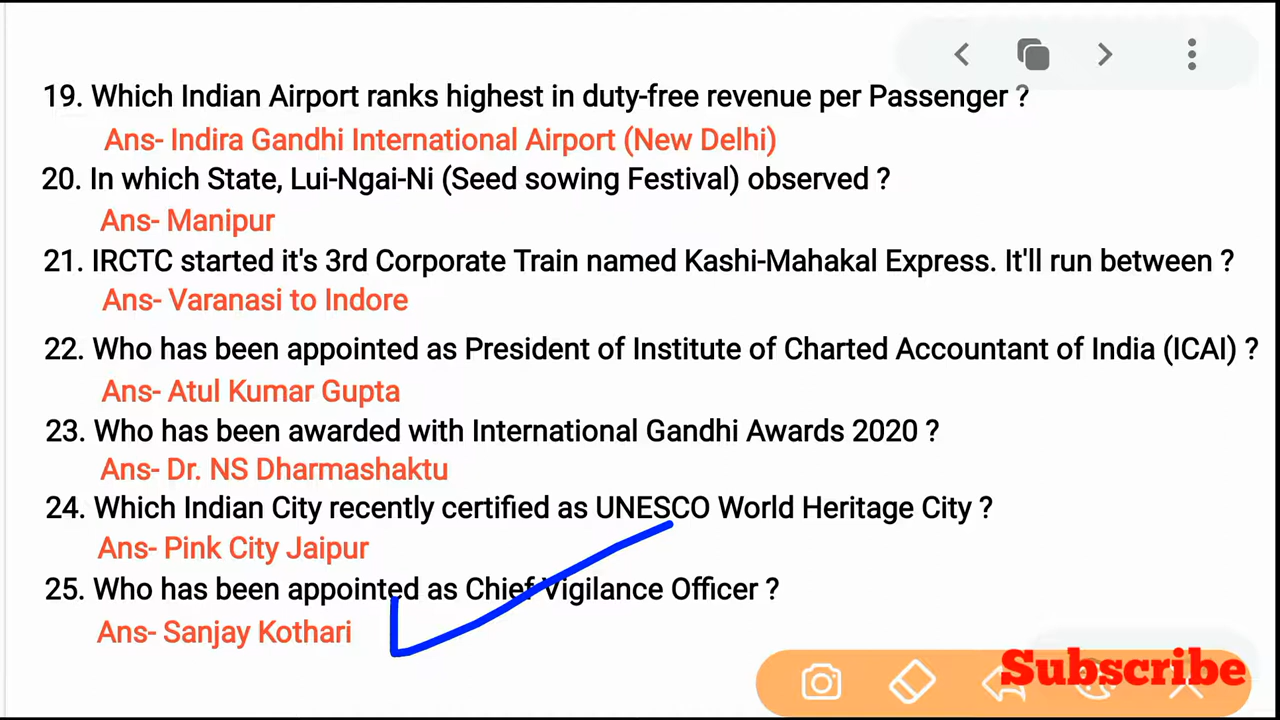 19. Which Indian Airport ranks highest in duty-free revenue per Passenger ?
Ans- Indira Gandhi International Airport (New Delhi)
20. In which State, Lui-Ngai-Ni (Seed sowing Festival) observed ?
Ans- Manipur
21. IRCTC started it's 3rd Corporate Train named Kashi-Mahakal Express. It'll run between ?
Ans- Varanasi to Indore
22. Who has been appointed as President of Institute of Charted Accountant of India (ICAI) ?
Ans- Atul Kumar Gupta
23. Who has been awarded with International Gandhi Awards 2020 ?
Ans- Dr. NS Dharmashaktu
24. Which Indian City recently certified as UNESCO World Heritage City ?
Ans- Pink City Jaipur
25. Who has been appointed as Chief Vigilance Officer ?
Ans- Sanjay Kothari
Subscribe